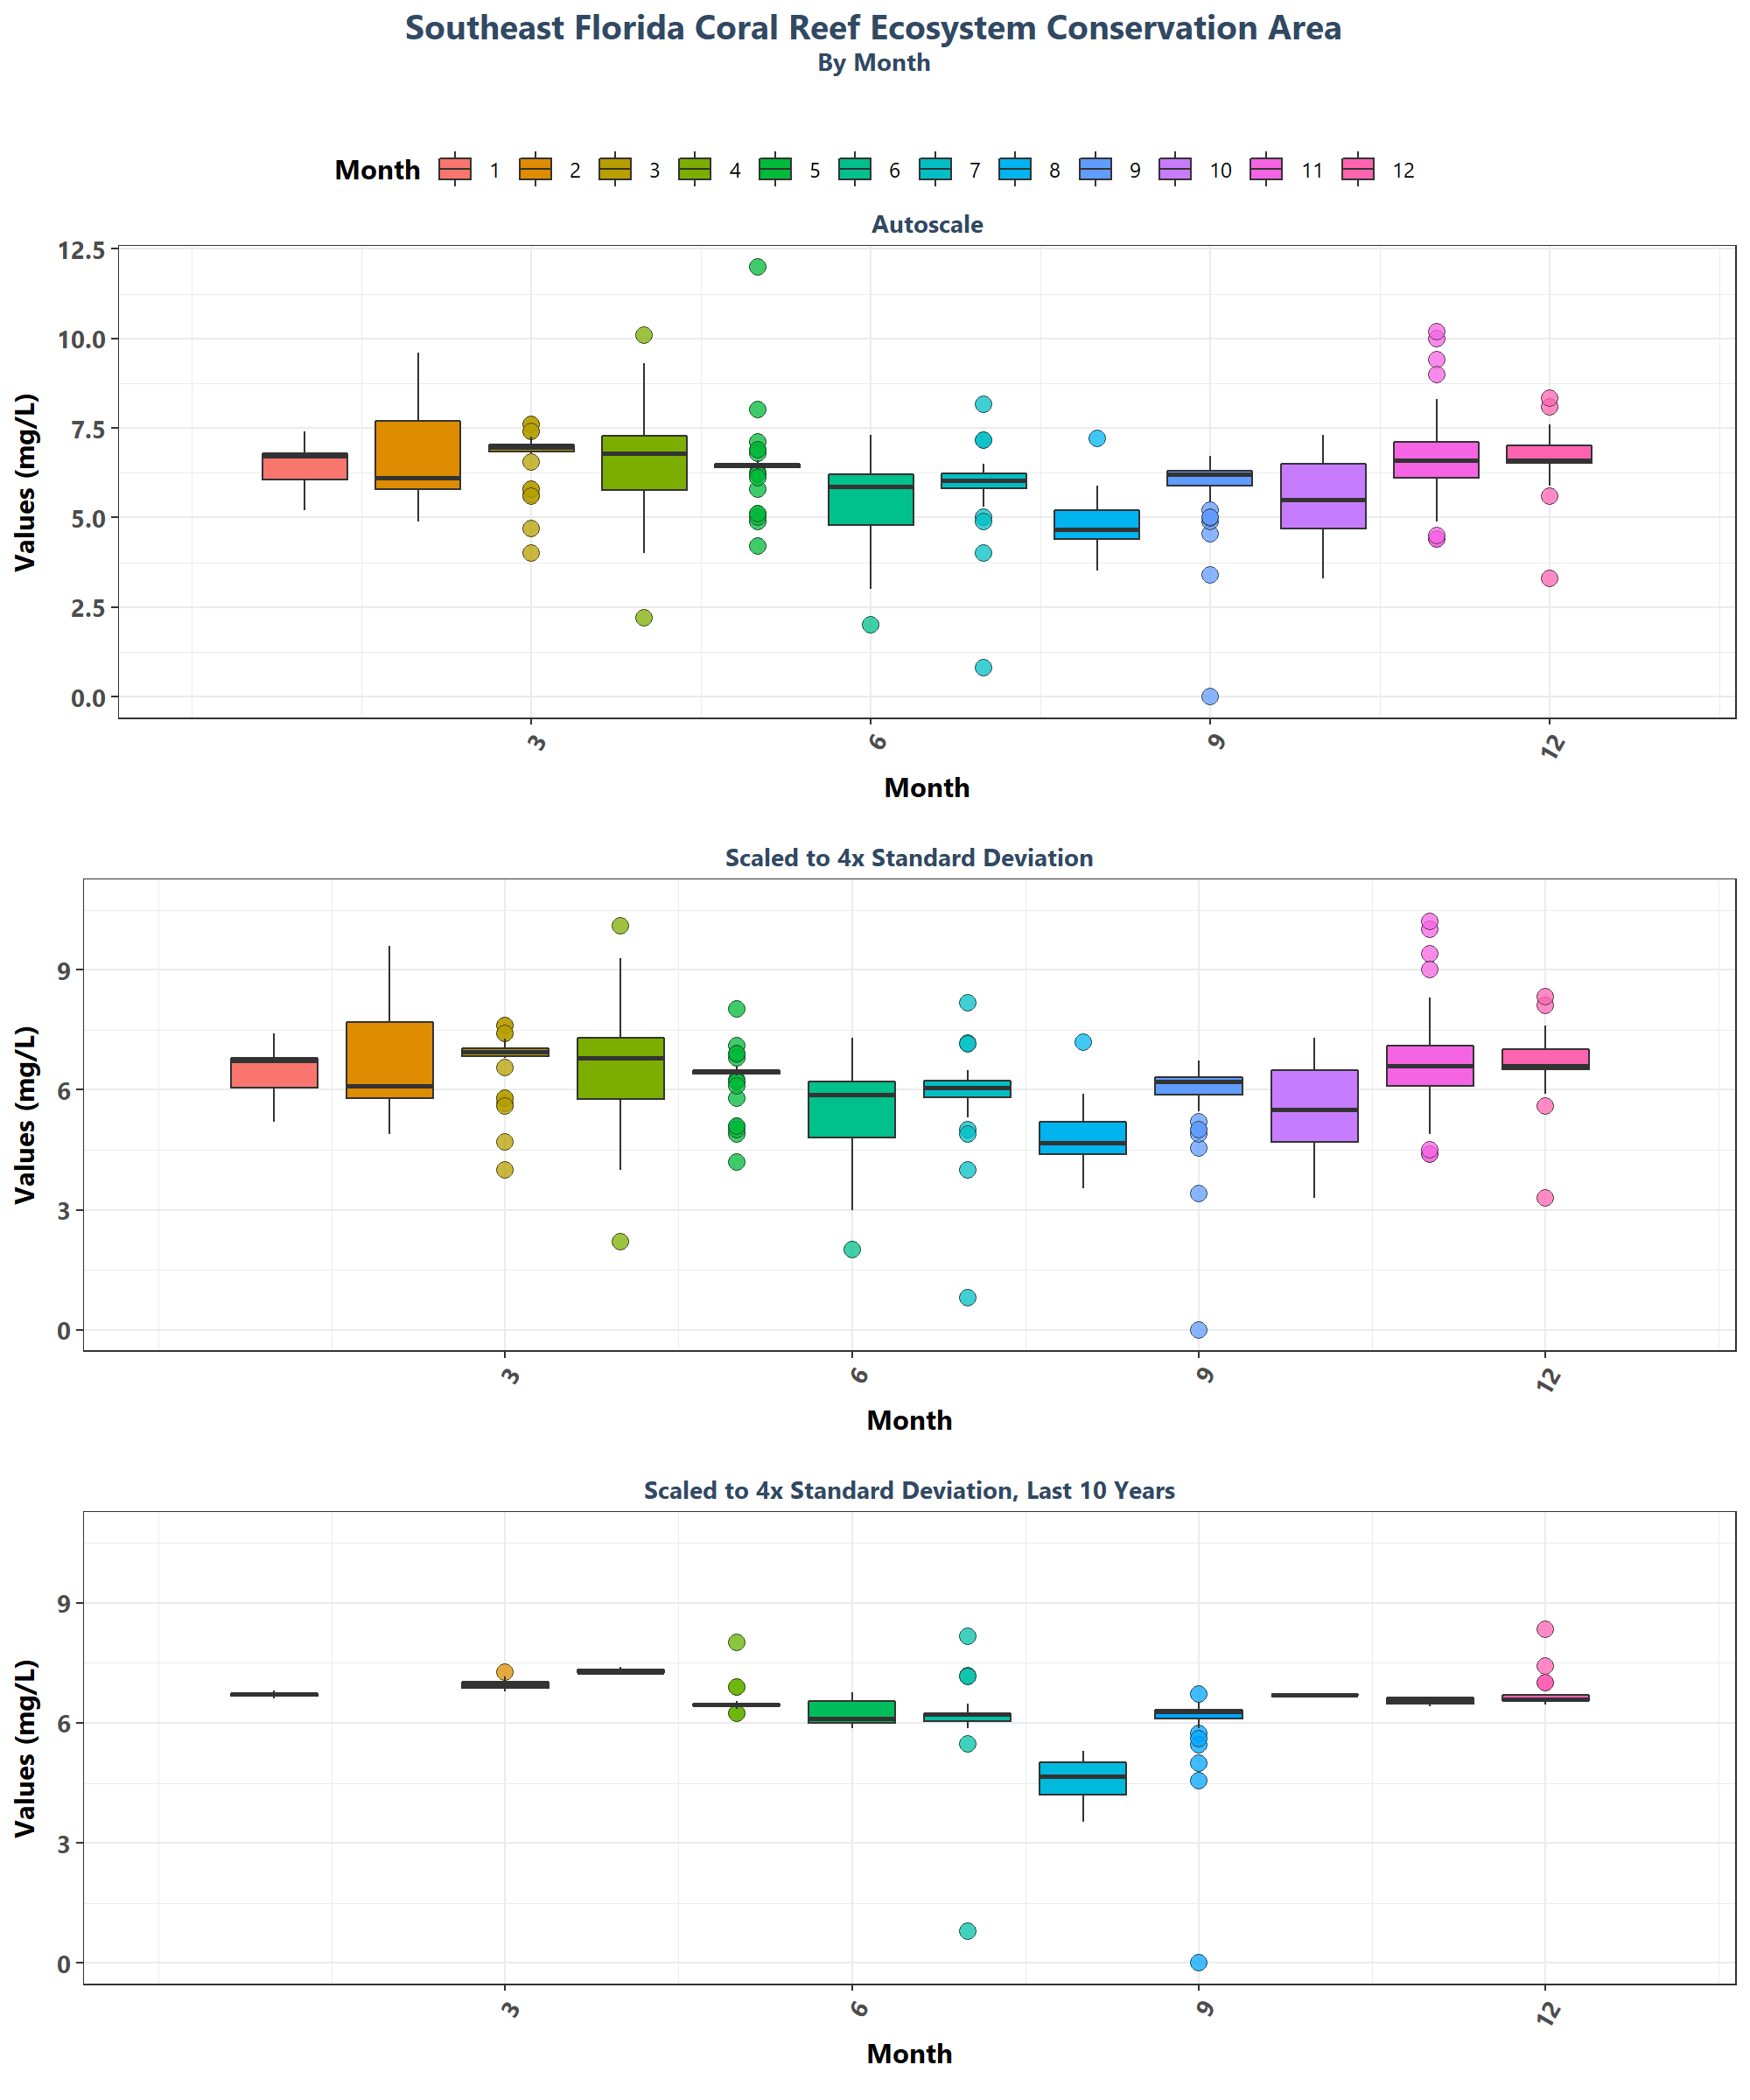 Southeast Florida Coral Reef Ecosystem Conservation Area
By Month
Month 1 2 3 4 5 6 7 8 9 10 11 12
Autoscale
12.5
10.0
7.5
5.0
2.5
0.0
Values (mg/L)
3 6 9 12
Month
Scaled to 4x Standard Deviation
9
6
3
0
Values (mg/L)
3 6 9 12
Month
Scaled to 4x Standard Deviation, Last 10 Years
9
6
3
0
Values (mg/L)
3 6 9 12
Month